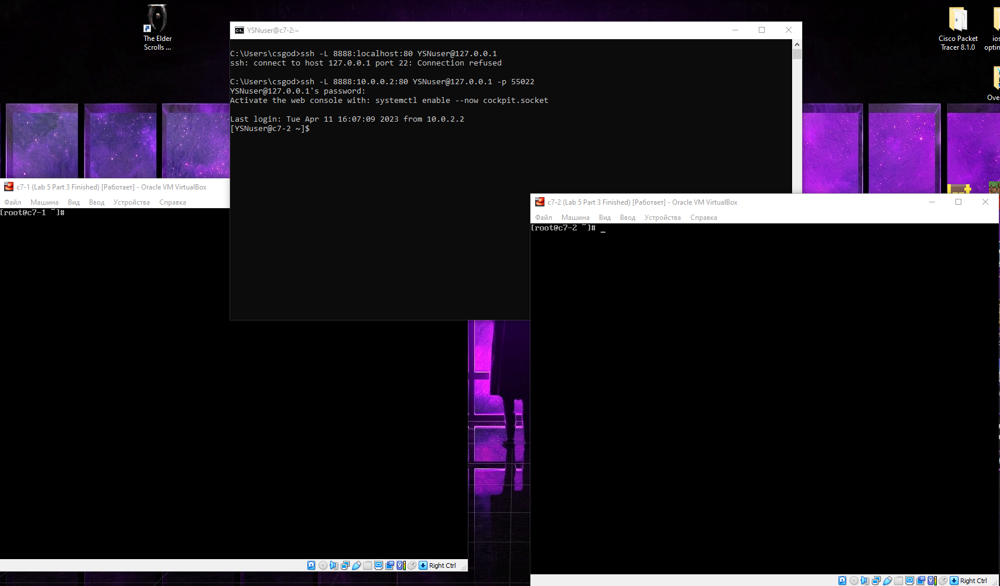 The Elder
Scrolls ...
Cisco Packet
Tracer 8.1.0
ios
optin
Ove
YSNuser@c7-2:~
C:\Users\csgod>ssh -L 8888:localhost:80 YSNuser@127.0.0.1
ssh: connect to host 127.0.0.1 port 22: Connection refused
C:\Users\csgod>ssh -L 8888:10.0.0.2:80 YSNuser@127.0.0.1 -p 55022
YSNuser@127.0.0.1's password:
Activate the web console with: systemctl enable --now cockpit.socket
Last login: Tue Apr 11 16:07:09 2023 from 10.0.2.2
[YSNuser@c7-2 ~]$
c7-1 (Lab 5 Part 3 Finished) [Работает] - Oracle VM VirtualBox
Файл Машина Вид Ввод Устройства Справка
[root@c7-1 ~]#
Right Ctrl
c7-2 (Lab 5 Part 3 Finished) [Работает] - Oracle VM VirtualBox
Файл Машина Вид Ввод Устройства Справка
[root@c7-2 ~]# _
Right Ctrl